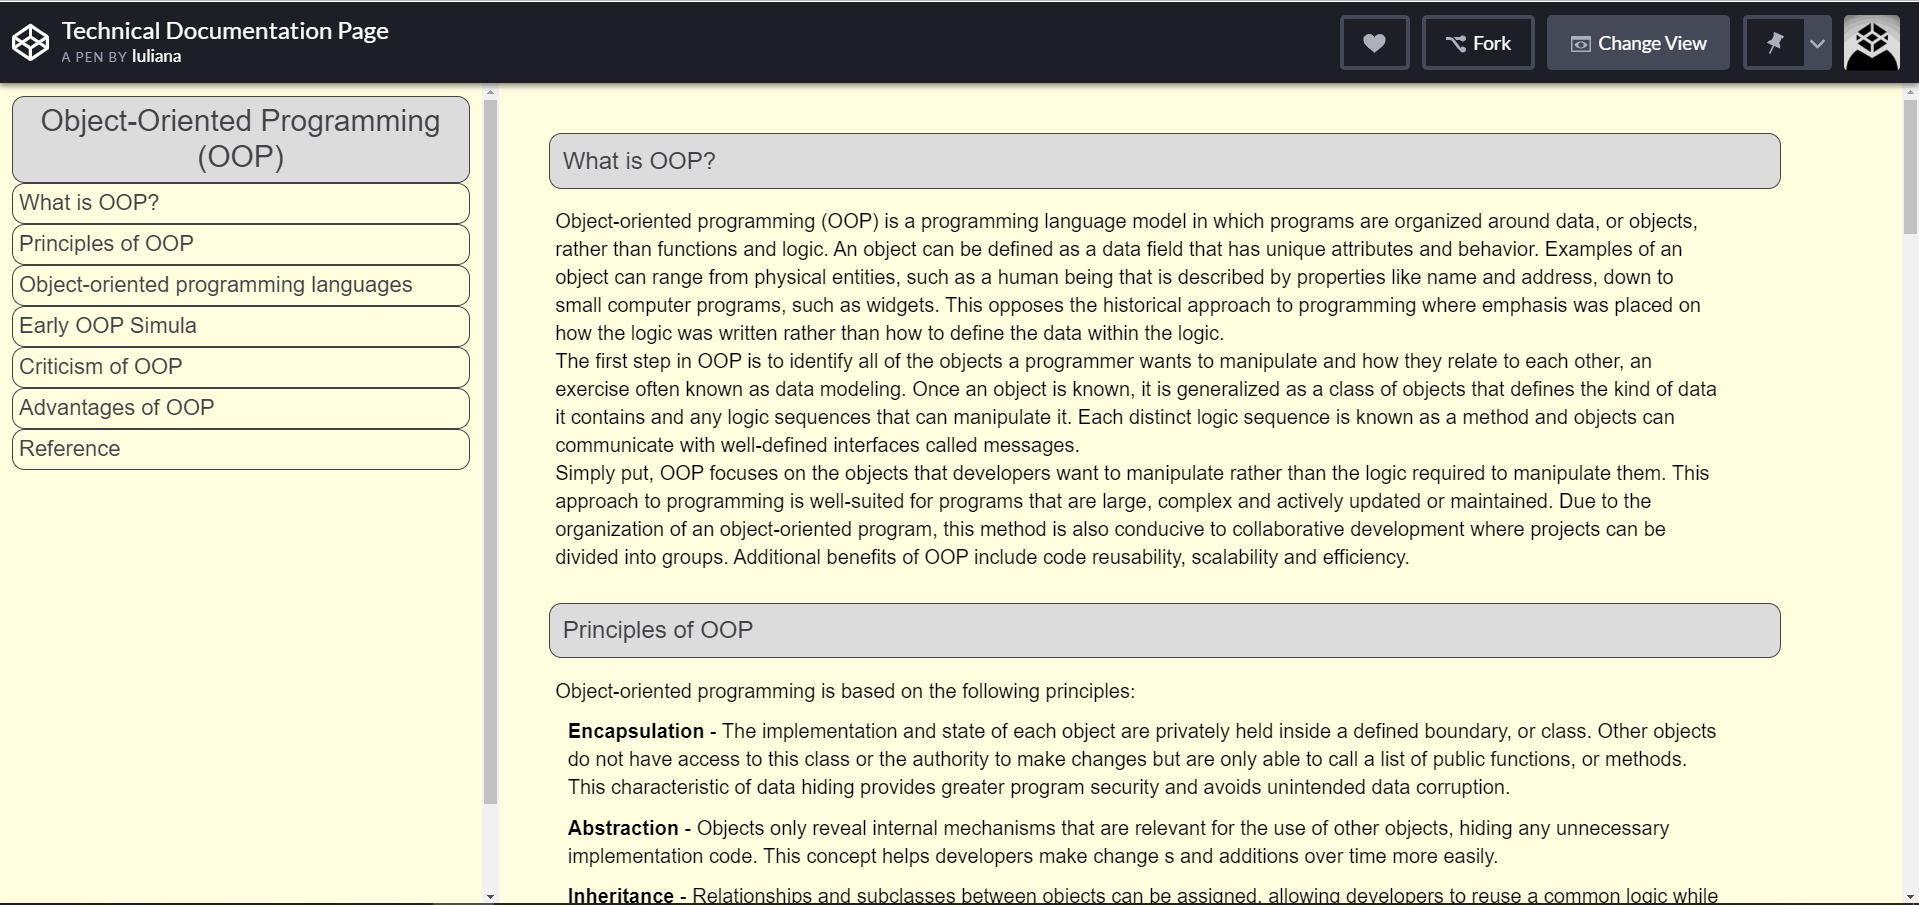 Technical Documentation Page
A PEN BY Iuliana
Fork
Change View
Object-Oriented Programming
(OOP)
What is OOP?
Principles of OOP
Object-oriented programming languages
Early OOP Simula
Criticism of OOP
Advantages of OOP
Reference
What is OOP?
Object-oriented programming (OOP) is a programming language model in which programs are organized around data, or objects,
rather than functions and logic. An object can be defined as a data field that has unique attributes and behavior. Examples of an
object can range from physical entities, such as a human being that is described by properties like name and address, down to
small computer programs, such as widgets. This opposes the historical approach to programming where emphasis was placed on
how the logic was written rather than how to define the data within the logic.
The first step in OOP is to identify all of the objects a programmer wants to manipulate and how they relate to each other, an
exercise often known as data modeling. Once an object is known, it is generalized as a class of objects that defines the kind of data
it contains and any logic sequences that can manipulate it. Each distinct logic sequence is known as a method and objects can
communicate with well-defined interfaces called messages.
Simply put, OOP focuses on the objects that developers want to manipulate rather than the logic required to manipulate them. This
approach to programming is well-suited for programs that are large, complex and actively updated or maintained. Due to the
organization of an object-oriented program, this method is also conducive to collaborative development where projects can be
divided into groups. Additional benefits of OOP include code reusability, scalability and efficiency.
Principles of OOP
Object-oriented programming is based on the following principles:
Encapsulation - The implementation and state of each object are privately held inside a defined boundary, or class. Other objects
do not have access to this class or the authority to make changes but are only able to call a list of public functions, or methods.
This characteristic of data hiding provides greater program security and avoids unintended data corruption.
Abstraction - Objects only reveal internal mechanisms that are relevant for the use of other objects, hiding any unnecessary
implementation code. This concept helps developers make change s and additions over time more easily.
Inheritance - Relationships and subclasses between objects can be assigned, allowing developers to reuse a common logic while